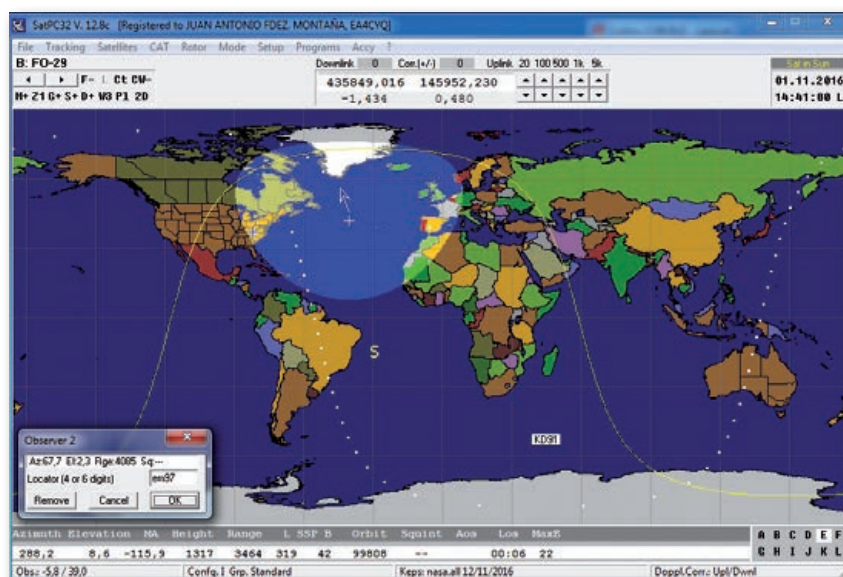 SatPC32 V. 12.8c [Registered to JUAN ANTONIO FDEZ. MONTAÑA, EA4CYQ]
File Tracking Satellites CAT Rotor Mode Setup Programs Accy ?
B: FO-29 Downlink 0 Corr.(+/-) 0 Uplink 20 100 500 1k 5k Sat in Sun
F- L Ct CW- 435849,016 145952,230 01.11.2016
M+ Z1 G+ S+ D+ W3 P1 2D -1,434 0,480 14:41:00 L
S
KD91
Observer 2
Az:67,7 El:2,3 Rge:4085 Sq:---
Locator (4 or 6 digits) em97
Remove Cancel OK
Azimuth Elevation MA Height Range L SSP B Orbit Squint Aos Los MaxE
288,2 8,6 -115,9 1317 3464 319 42 99808 -- 00:06 22
A B C D E F
G H I J K L
Obs.: -5,8 / 39,0 Confg.1 Grp. Standard Keps: nasa.all 12/11/2016 Doppl.Corr.: Upl/Dwnl